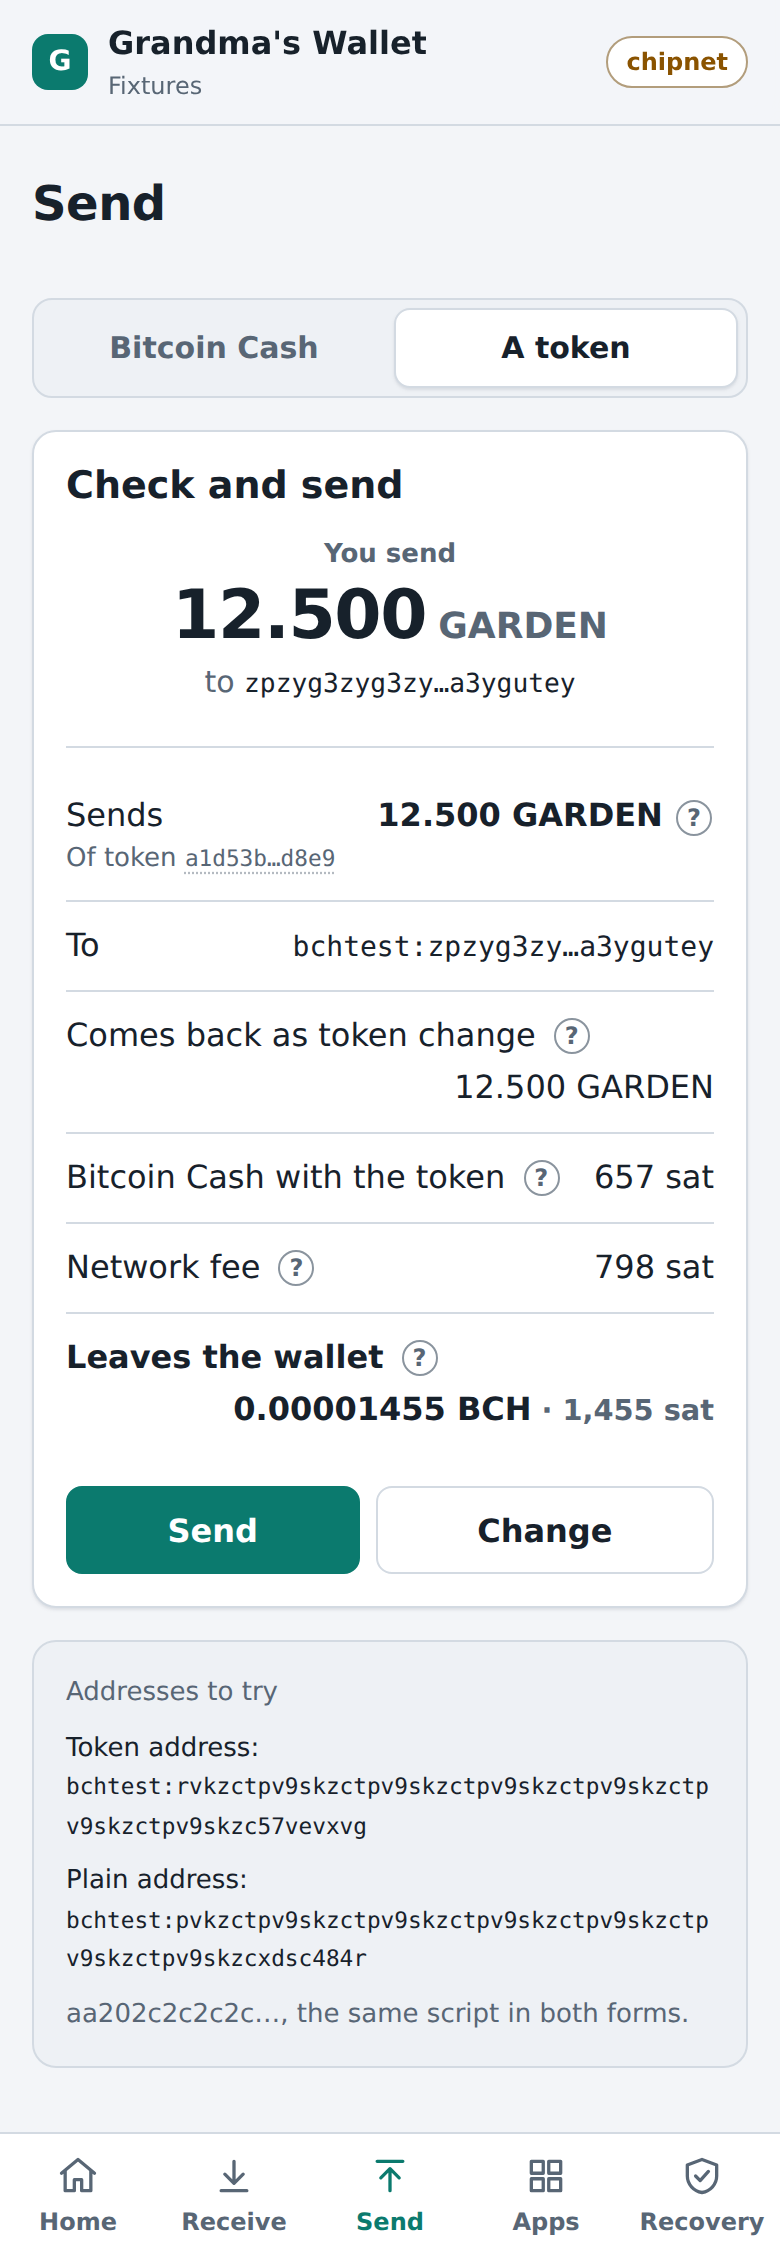 G
Grandma's Wallet
Fixtures
chipnet
Send
Bitcoin Cash
A token
Check and send
You send
12.500 GARDEN
to zpzyg3zyg3zy…a3ygutey
Sends
12.500 GARDEN ?
Of token a1d53b…d8e9
To
bchtest:zpzyg3zy…a3ygutey
Comes back as token change ?
12.500 GARDEN
Bitcoin Cash with the token ? 657 sat
Network fee ? 798 sat
Leaves the wallet ?
0.00001455 BCH · 1,455 sat
Send
Change
Addresses to try
Token address:
bchtest:rvkzctpv9skzctpv9skzctpv9skzctpv9skzctp
v9skzctpv9skzc57vevxvg
Plain address:
bchtest:pvkzctpv9skzctpv9skzctpv9skzctpv9skzctp
v9skzctpv9skzcxdsc484r
aa202c2c2c2c…, the same script in both forms.
Home
Receive
Send
Apps
Recovery